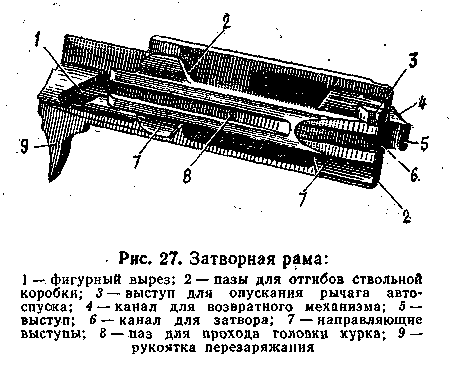 1
2
3
4
5
6
2
7
8
7
9
Рис. 27. Затворная рама:
1 — фигурный вырез; 2 — пазы для отгибов ствольной
коробки; 3 — выступ для опускания рычага авто-
спуска; 4 — канал для возвратного механизма; 5 —
выступ; 6 — канал для затвора; 7 — направляющие
выступы; 8 — паз для прохода головки курка; 9 —
рукоятка перезаряжания